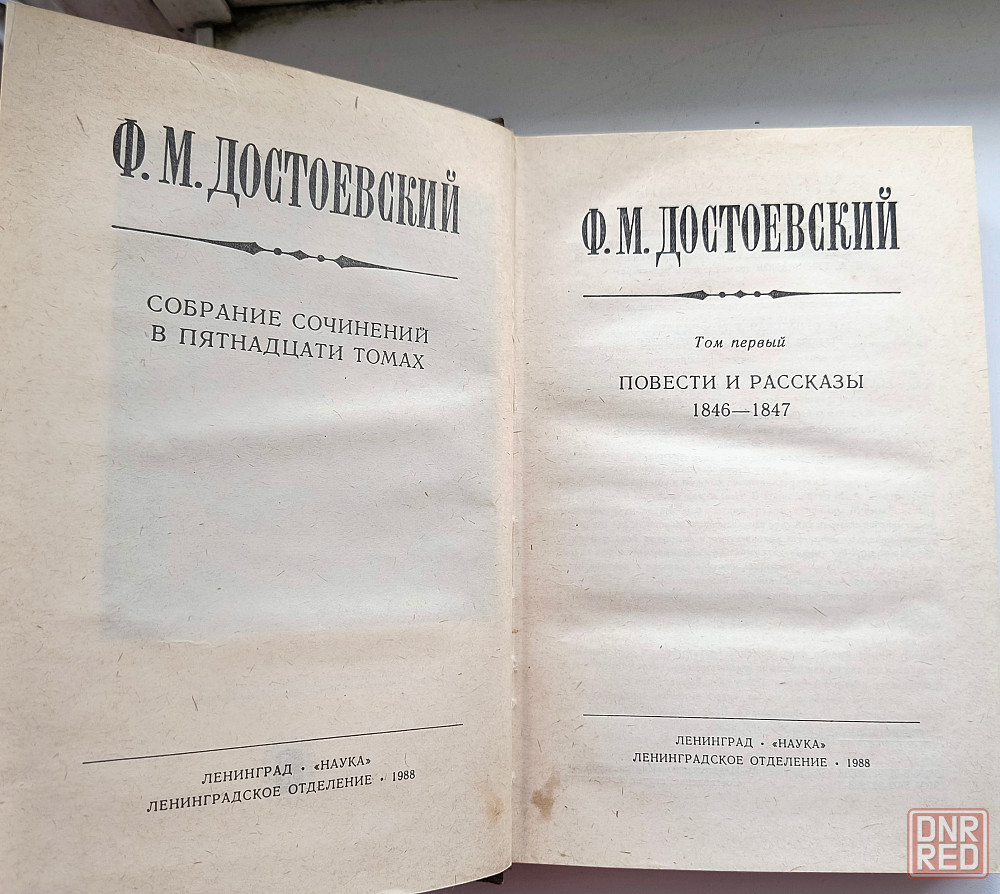 Ф. М. ДОСТОЕВСКИЙ
СОБРАНИЕ СОЧИНЕНИЙ
В ПЯТНАДЦАТИ ТОМАХ
ЛЕНИНГРАД • «НАУКА»
ЛЕНИНГРАДСКОЕ ОТДЕЛЕНИЕ • 1988
Ф. М. ДОСТОЕВСКИЙ
Том первый
ПОВЕСТИ И РАССКАЗЫ
1846—1847
ЛЕНИНГРАД • «НАУКА»
ЛЕНИНГРАДСКОЕ ОТДЕЛЕНИЕ • 1988
DNR
RED